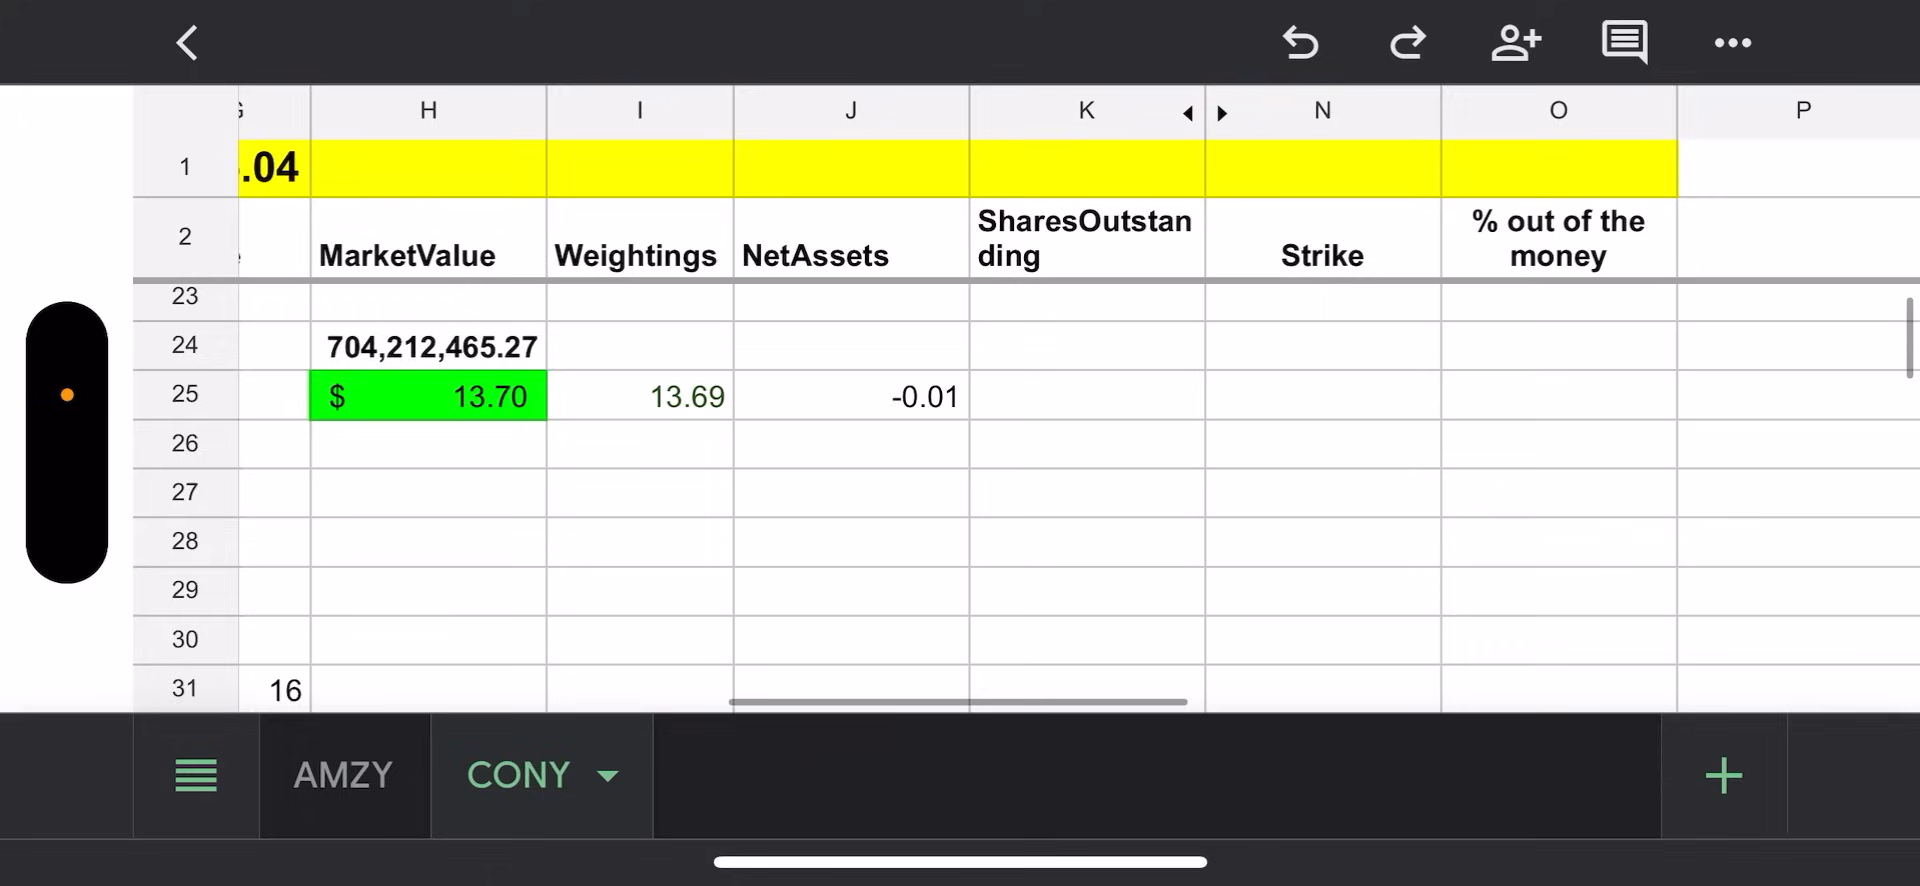 H I J K N O P
1 .04
2 MarketValue Weightings NetAssets SharesOutstan
ding Strike % out of the
money
23
24 704,212,465.27
25 $ 13.70 13.69 -0.01
26
27
28
29
30
31 16
AMZY CONY